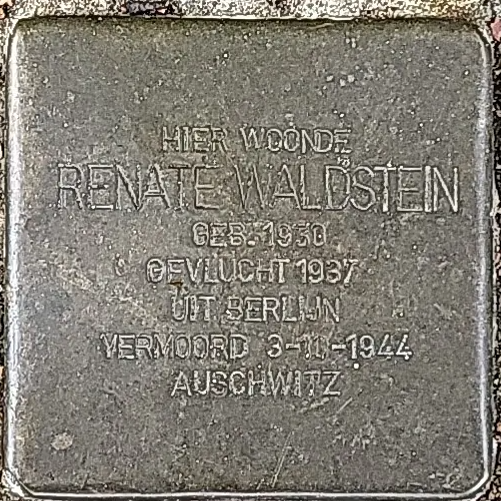 HIER WOONDE
RENATE WALDSTEIN
GEB. 1930
GEVLUCHT 1937
UIT BERLIJN
VERMOORD 3-10-1944
AUSCHWITZ